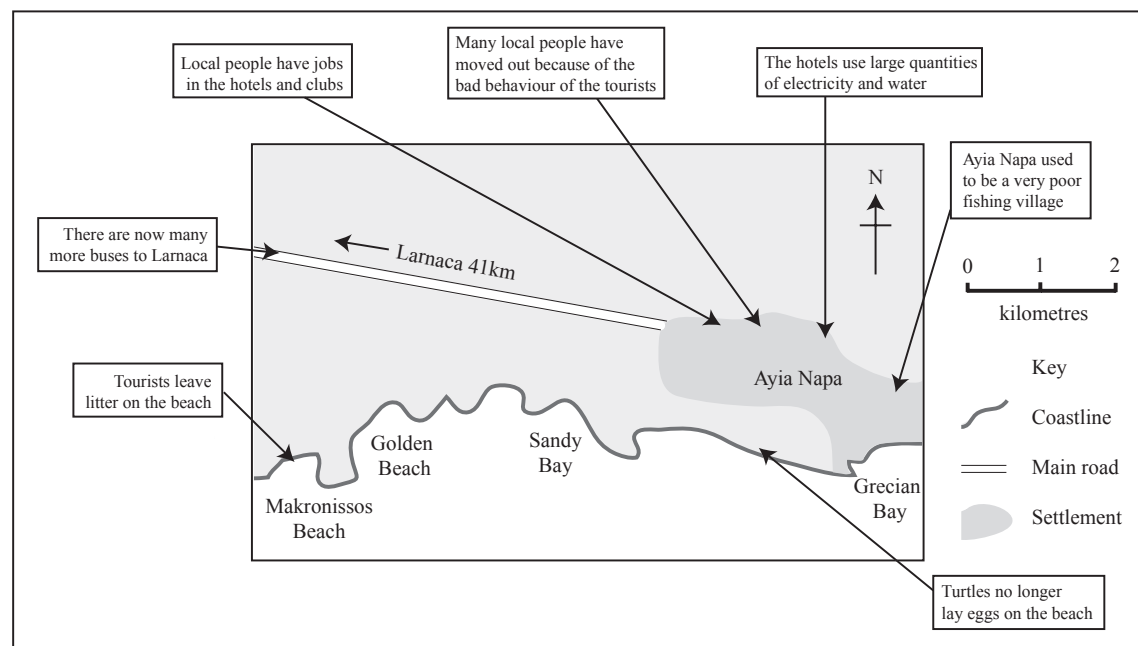 Many local people have
moved out because of the
bad behaviour of the tourists
Local people have jobs
in the hotels and clubs
The hotels use large quantities
of electricity and water
Ayia Napa used
to be a very poor
fishing village
N
There are now many
more buses to Larnaca
Larnaca 41km
0 1 2
kilometres
Tourists leave
litter on the beach
Ayia Napa
Key
Coastline
Golden
Beach
Sandy
Bay
Main road
Makronissos
Beach
Grecian
Bay
Settlement
Turtles no longer
lay eggs on the beach